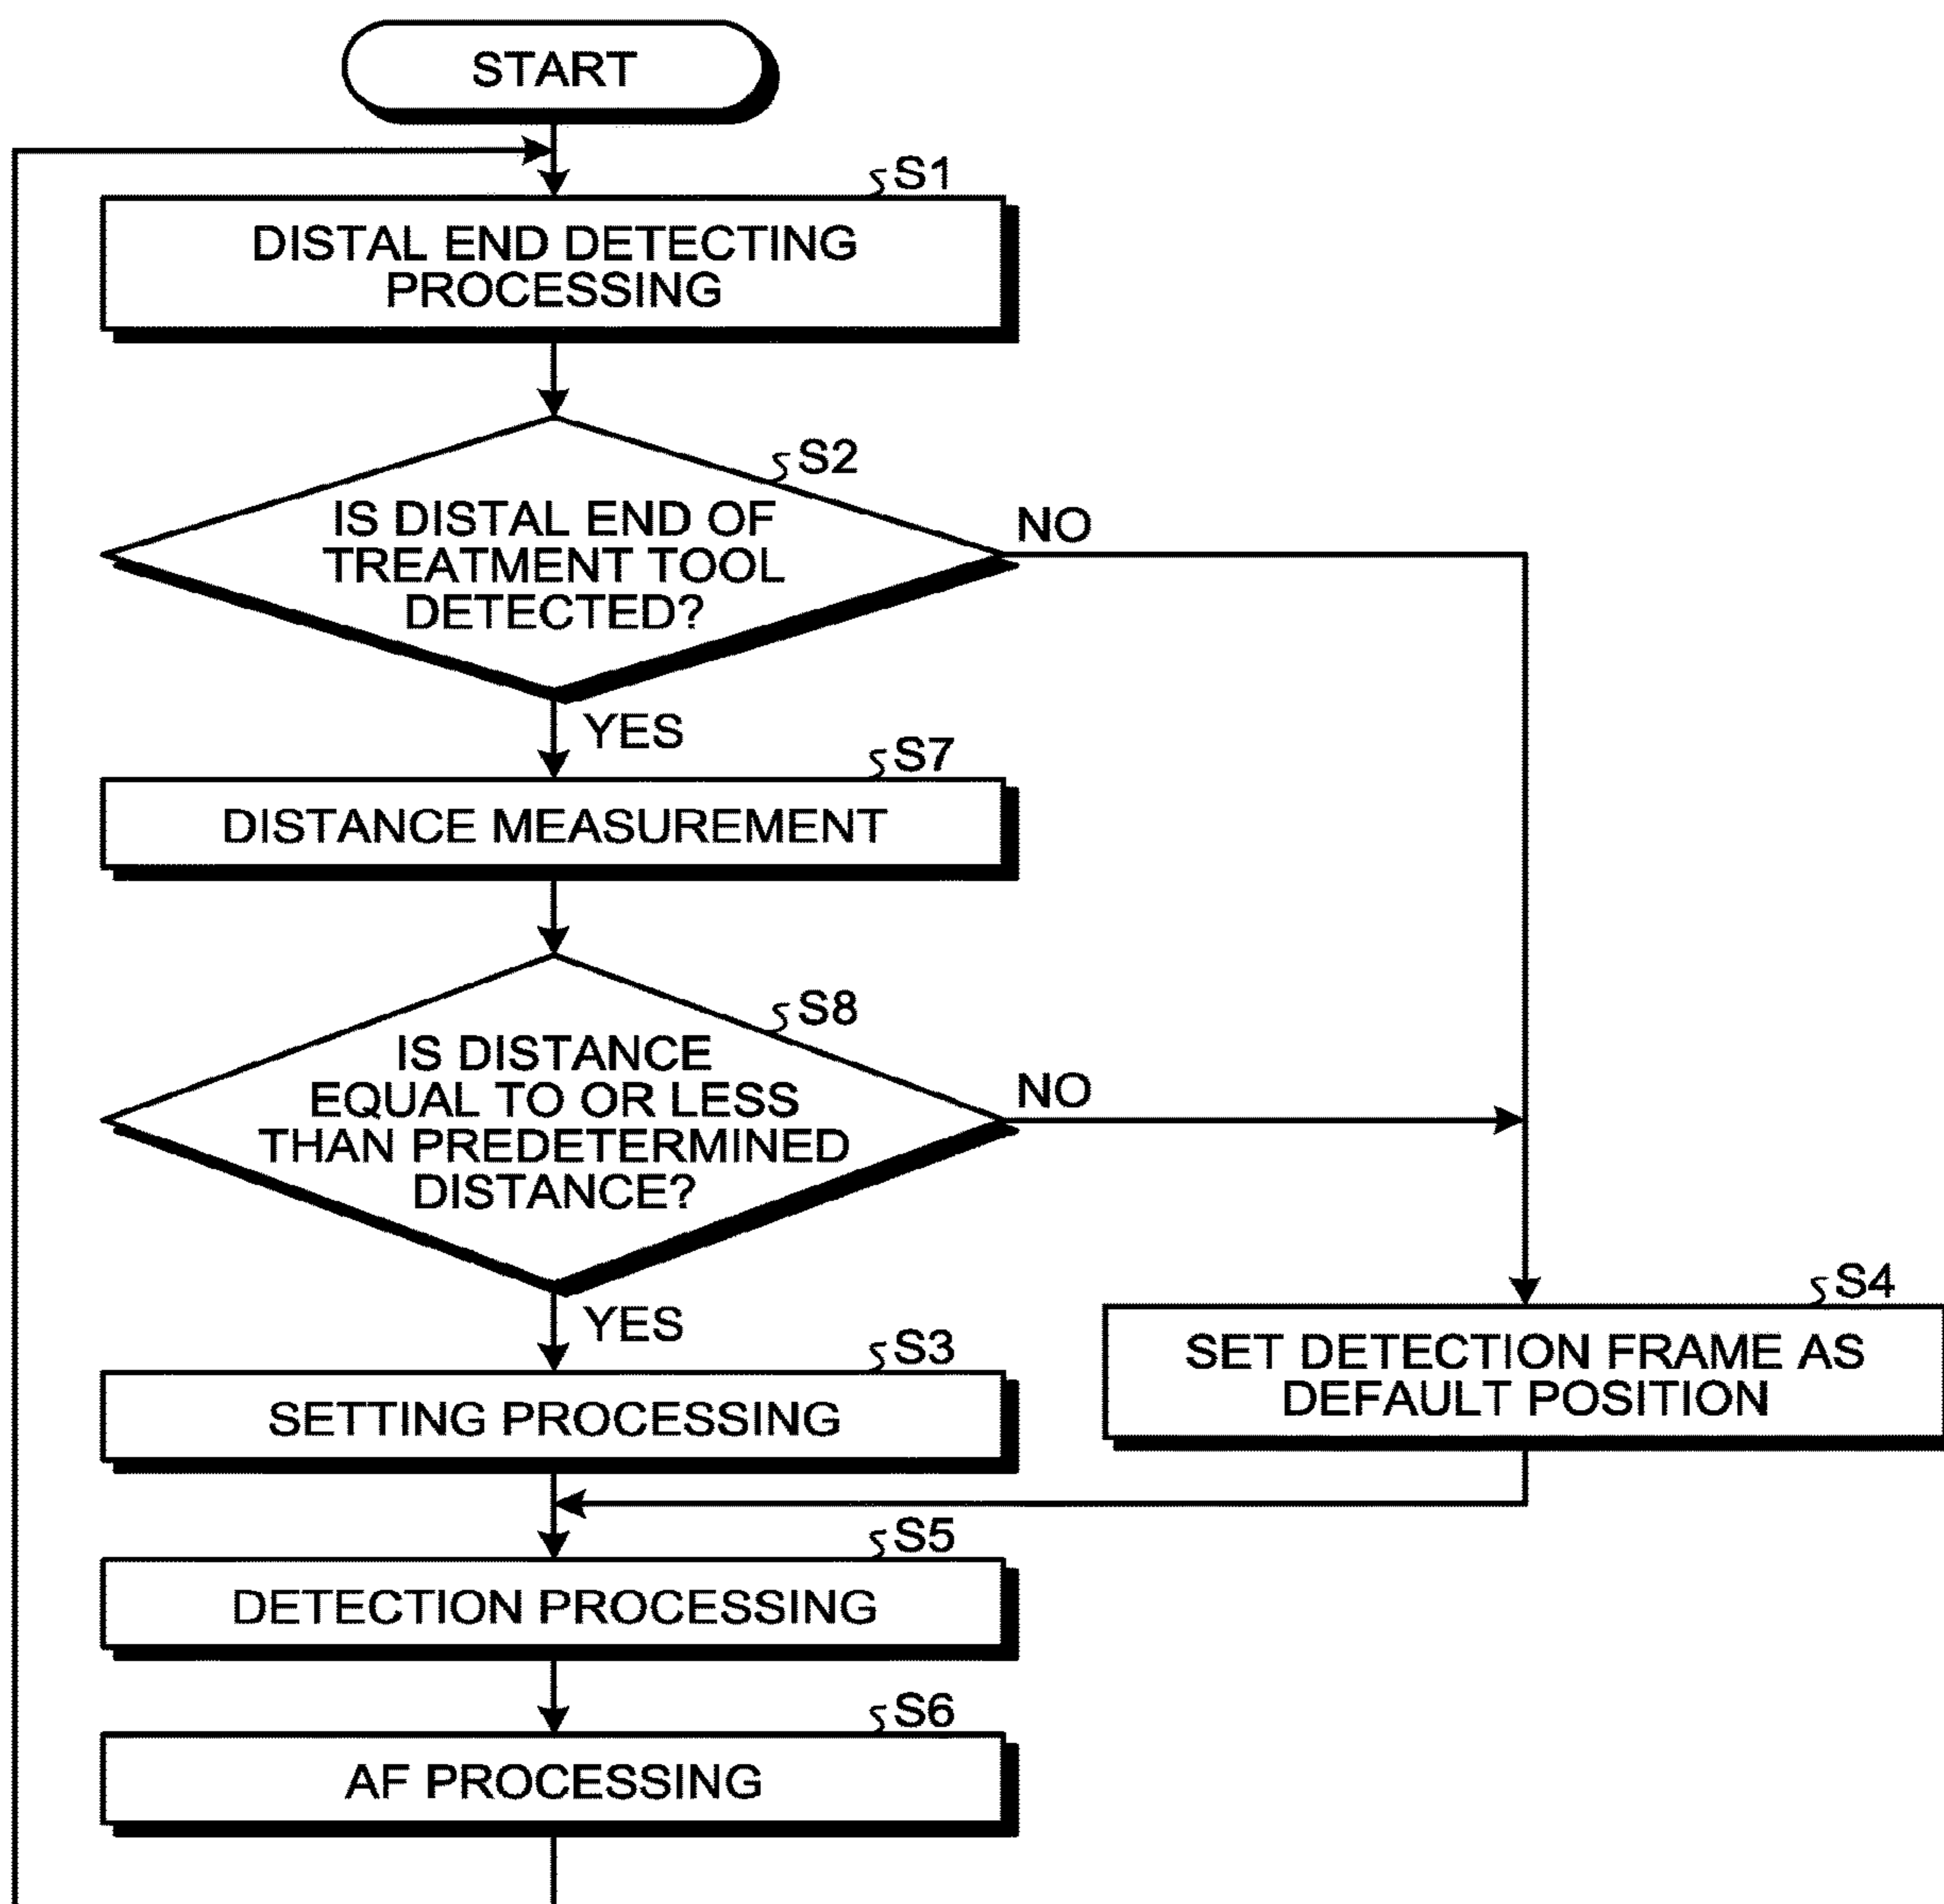 START
S1
DISTAL END DETECTING
PROCESSING
S2
IS DISTAL END OF
TREATMENT TOOL
DETECTED?
NO
YES
S7
DISTANCE MEASUREMENT
S8
IS DISTANCE
EQUAL TO OR LESS
THAN PREDETERMINED
DISTANCE?
NO
YES
S4
SET DETECTION FRAME AS
DEFAULT POSITION
S3
SETTING PROCESSING
S5
DETECTION PROCESSING
S6
AF PROCESSING